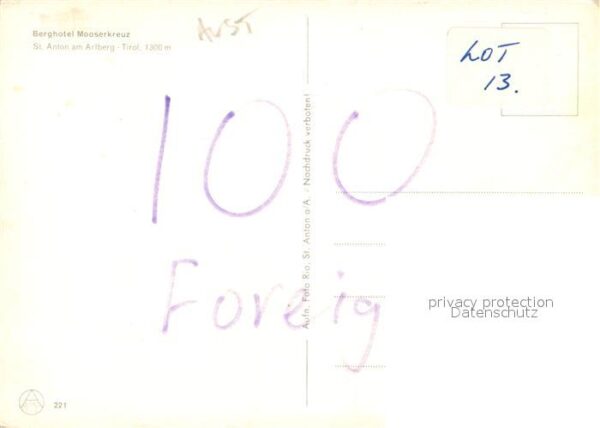 Berghotel Mooserkreuz
St. Anton am Arlberg - Tirol, 1300 m
AUST
LOT
13.
100
Foreig
Aufn. Foto Rio, St. Anton a/A. - Nachdruck verboten!
privacy protection
Datenschutz
221